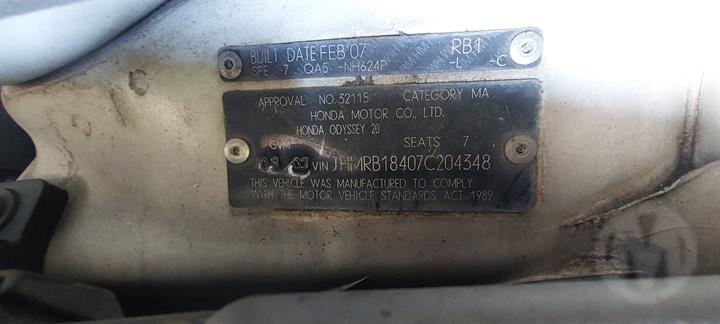 BUILT DATE FEB'07 RB1
SPE 7 QA5 -NH624P -L -C
APPROVAL NO. 32115 CATEGORY MA
HONDA MOTOR CO., LTD.
HONDA ODYSSEY 20
GVM SEATS 7
VIN JHMRB18407C204348
THIS VEHICLE WAS MANUFACTURED TO COMPLY
WITH THE MOTOR VEHICLE STANDARDS ACT 1989